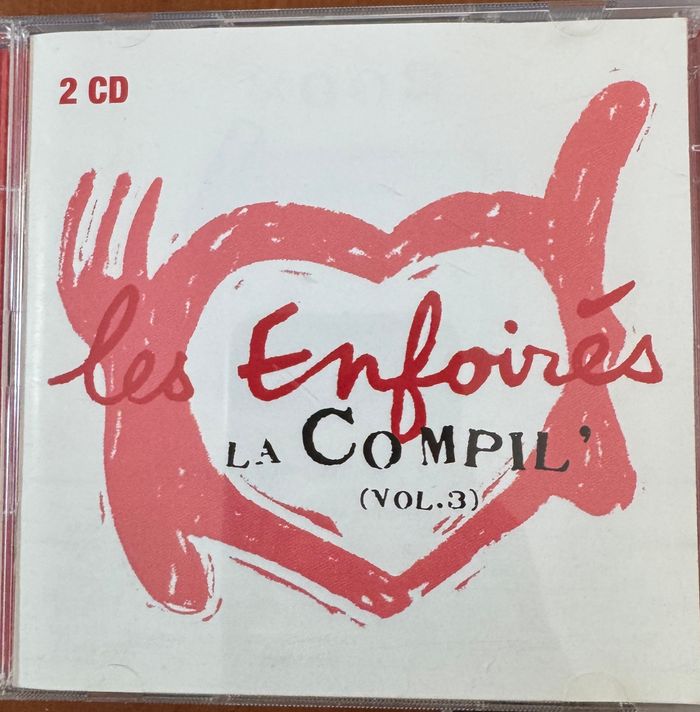 2 CD
les Enfoirés
LA COMPIL'
(VOL.3)